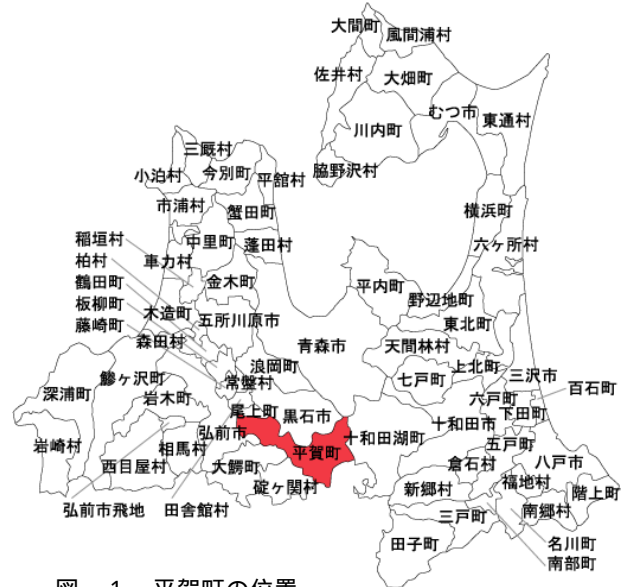 大間町
風間浦村
佐井村
大畑町
むつ市
東通村
川内町
脇野沢村
三厩村
今別町
小泊村
平舘村
市浦村
蟹田町
横浜町
稲垣村
中里町
蓬田村
六ヶ所村
柏村
車力村
鶴田町
金木町
平内町
板柳町
野辺地町
木造町
五所川原市
藤崎町
東北町
森田村
青森市
天間林村
浪岡町
上北町
三沢市
鰺ヶ沢町
常盤村
七戸町
百石町
深浦町
岩木町
六戸町
尾上町
黒石市
下田町
十和田市
弘前市
十和田湖町
五戸町
岩崎村
相馬村
平賀町
西目屋村
大鰐町
倉石村
八戸市
碇ヶ関村
新郷村
福地村
階上町
弘前市飛地
田舎館村
三戸町
南郷村
田子町
名川町
南部町
図 1 平賀町の位置